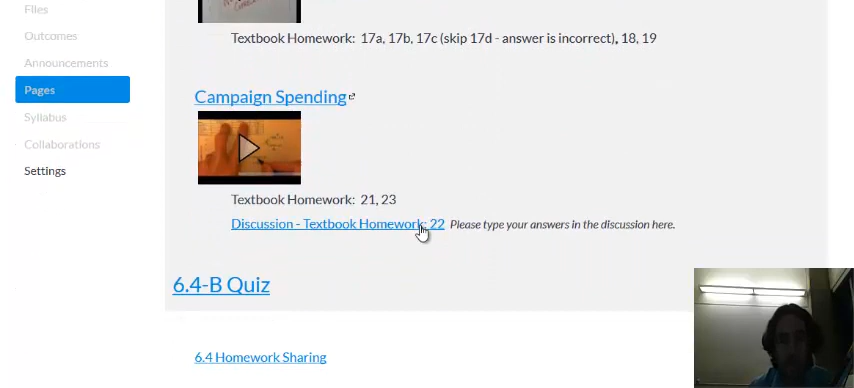 Files
Outcomes
Announcements
Pages
Syllabus
Collaborations
Settings
Textbook Homework: 17a, 17b, 17c (skip 17d - answer is incorrect), 18, 19
Campaign Spending
Textbook Homework: 21, 23
Discussion - Textbook Homework: 22 Please type your answers in the discussion here.
6.4-B Quiz
6.4 Homework Sharing